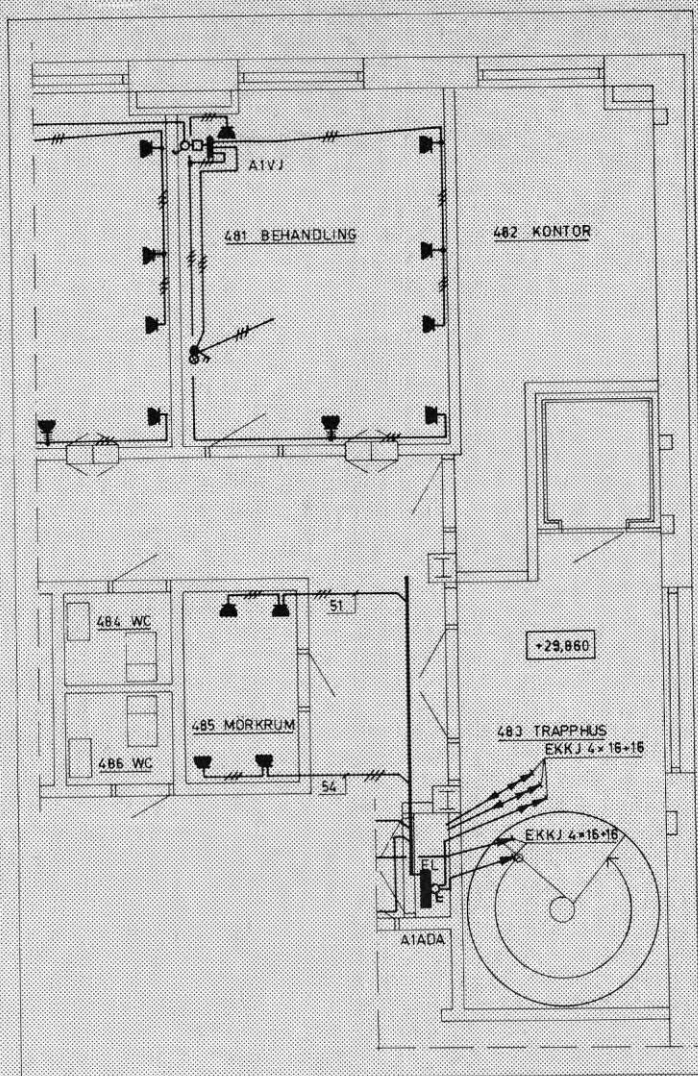 A1VJ
481 BEHANDLING
482 KONTOR
484 WC
51
+29,860
485 MÖRKRUM
483 TRAPPHUS
EKKJ 4×16+16
486 WC
54
EKKJ 4×16+16
EL
A1ADA